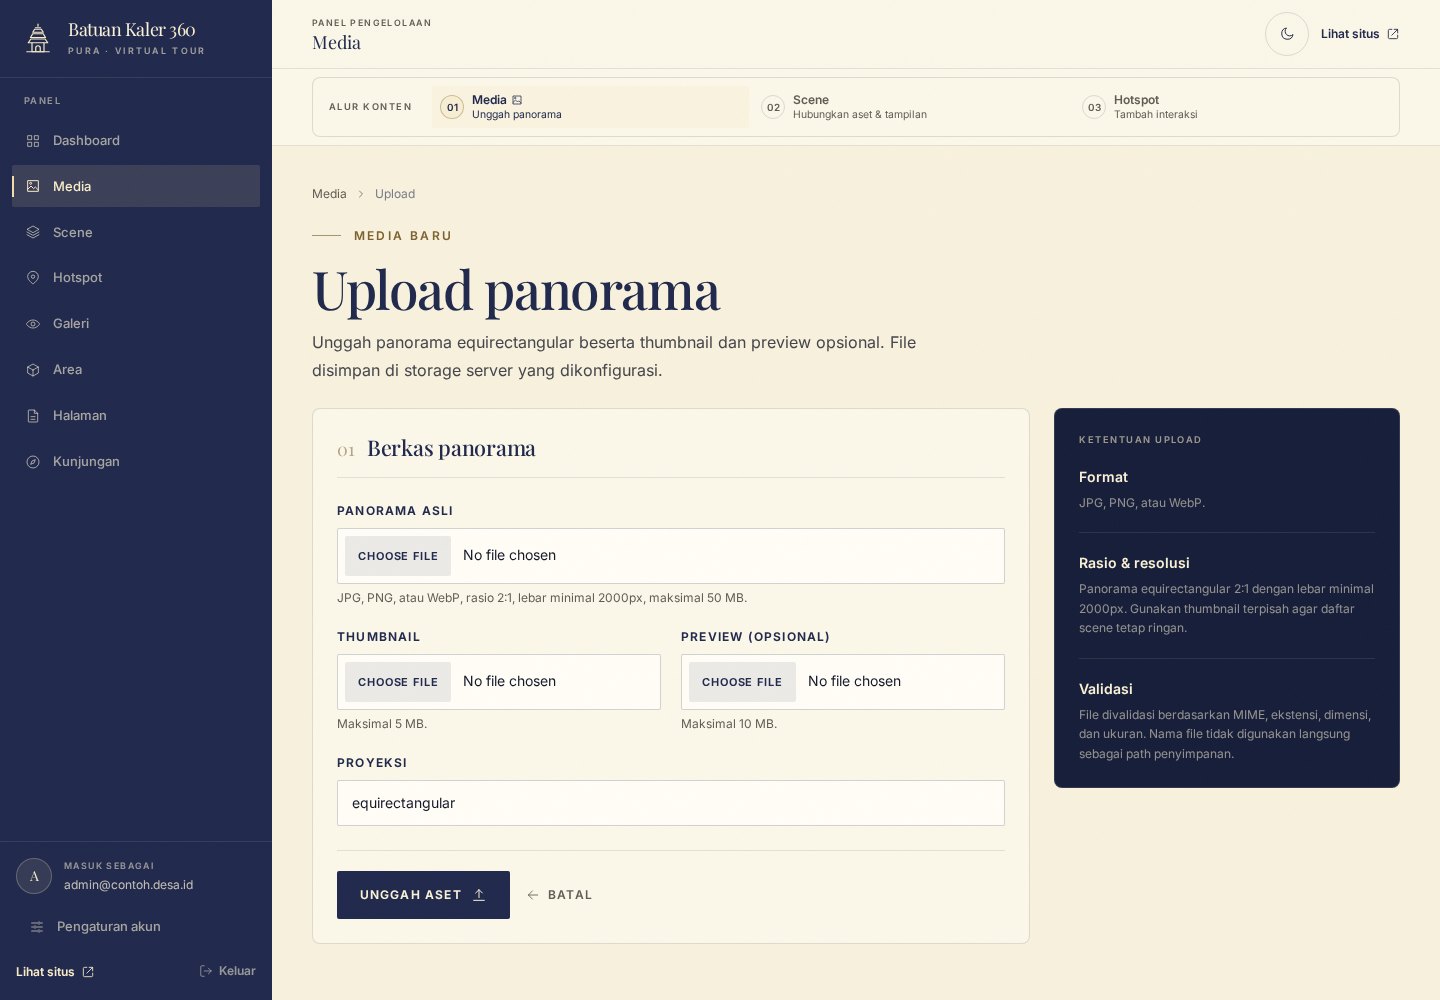 Batuan Kaler 360
PURA · VIRTUAL TOUR
PANEL
Dashboard
Media
Scene
Hotspot
Galeri
Area
Halaman
Kunjungan
A
MASUK SEBAGAI
admin@contoh.desa.id
Pengaturan akun
Lihat situs
Keluar
PANEL PENGELOLAAN
Media
Lihat situs
ALUR KONTEN
01
Media
Unggah panorama
02
Scene
Hubungkan aset & tampilan
03
Hotspot
Tambah interaksi
Media > Upload
MEDIA BARU
Upload panorama
Unggah panorama equirectangular beserta thumbnail dan preview opsional. File
disimpan di storage server yang dikonfigurasi.
01 Berkas panorama
PANORAMA ASLI
CHOOSE FILE No file chosen
JPG, PNG, atau WebP, rasio 2:1, lebar minimal 2000px, maksimal 50 MB.
THUMBNAIL
CHOOSE FILE No file chosen
Maksimal 5 MB.
PREVIEW (OPSIONAL)
CHOOSE FILE No file chosen
Maksimal 10 MB.
PROYEKSI
equirectangular
UNGGAH ASET
BATAL
KETENTUAN UPLOAD
Format
JPG, PNG, atau WebP.
Rasio & resolusi
Panorama equirectangular 2:1 dengan lebar minimal
2000px. Gunakan thumbnail terpisah agar daftar
scene tetap ringan.
Validasi
File divalidasi berdasarkan MIME, ekstensi, dimensi,
dan ukuran. Nama file tidak digunakan langsung
sebagai path penyimpanan.